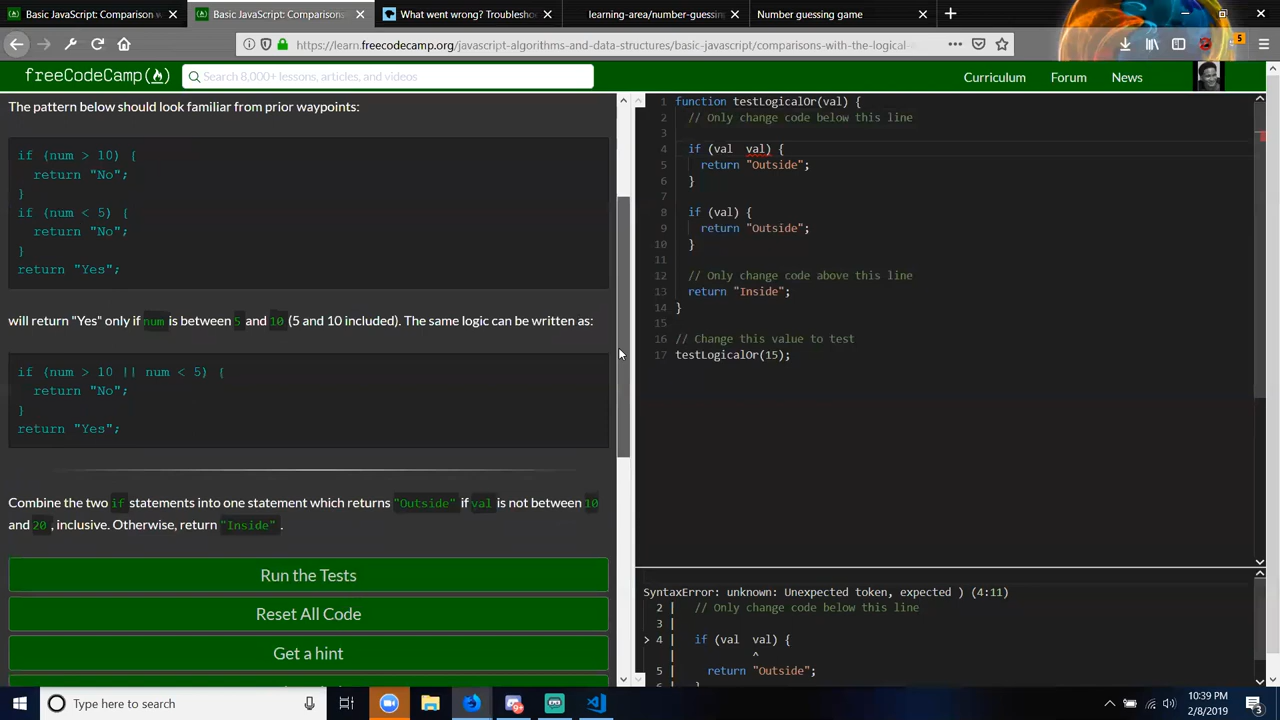 Basic JavaScript: Comparison w
Basic JavaScript: Comparisons
What went wrong? Troublesho
learning-area/number-guessing
Number guessing game
https://learn.freecodecamp.org/javascript-algorithms-and-data-structures/basic-javascript/comparisons-with-the-logical-
5
freeCodeCamp
Search 8,000+ lessons, articles, and videos
Curriculum
Forum
News
The pattern below should look familiar from prior waypoints:
if (num > 10) {
return "No";
}
if (num < 5) {
return "No";
}
return "Yes";
will return "Yes" only if num is between 5 and 10 (5 and 10 included). The same logic can be written as:
if (num > 10 || num < 5) {
return "No";
}
return "Yes";
Combine the two if statements into one statement which returns "Outside" if val is not between 10
and 20 , inclusive. Otherwise, return "Inside" .
Run the Tests
Reset All Code
Get a hint
1 function testLogicalOr(val) {
2 // Only change code below this line
3
4 if (val  val) {
5 return "Outside";
6 }
7
8 if (val) {
9 return "Outside";
10 }
11
12 // Only change code above this line
13 return "Inside";
14 }
15
16 // Change this value to test
17 testLogicalOr(15);
SyntaxError: unknown: Unexpected token, expected ) (4:11)
2 | // Only change code below this line
3 |
> 4 | if (val  val) {
| ^
5 | return "Outside";
Type here to search
10:39 PM
2/8/2019
3